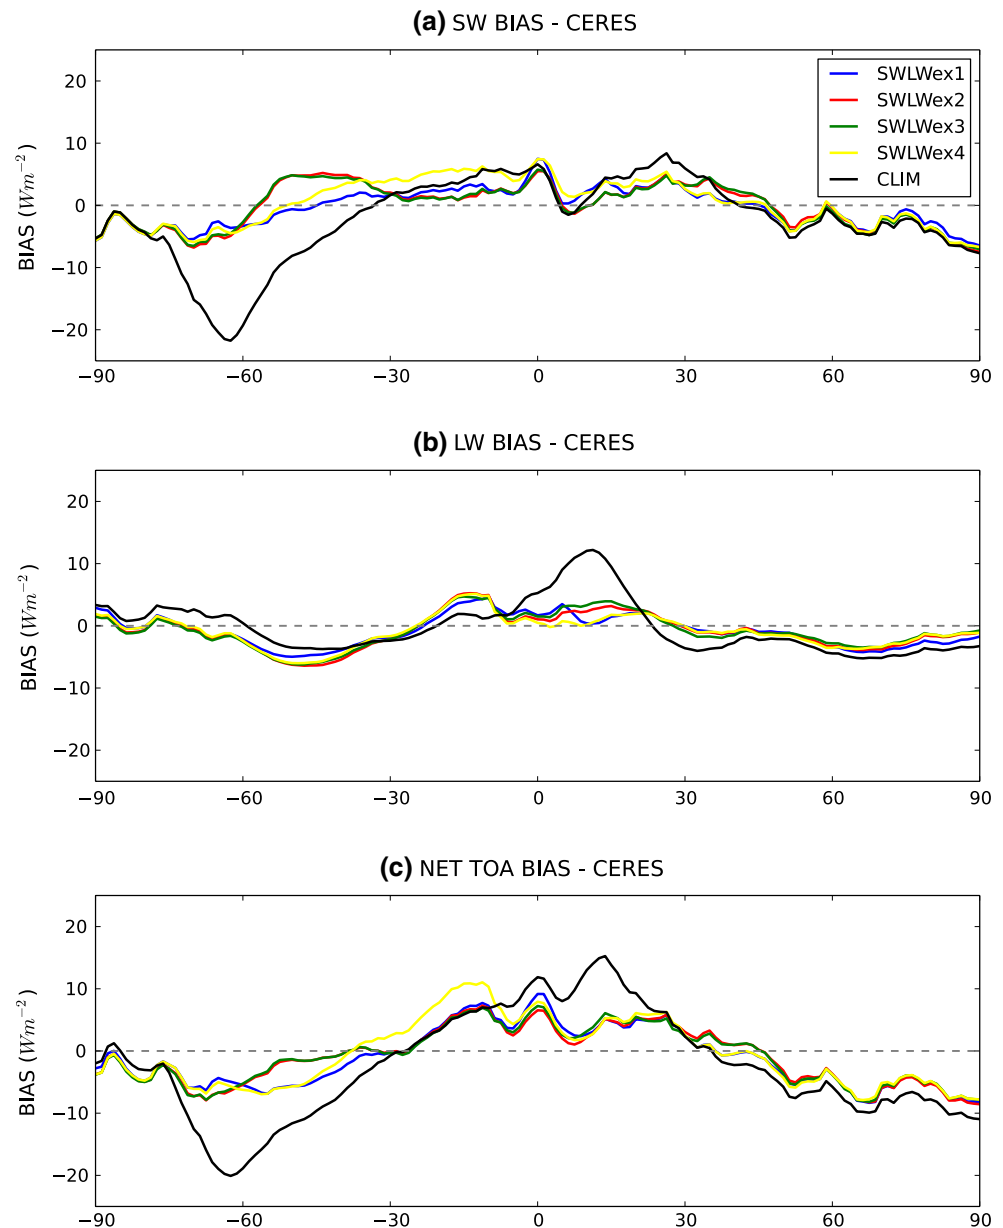 (a) SW BIAS - CERES
BIAS (Wm⁻²)
20
10
0
−10
−20
SWLWex1
SWLWex2
SWLWex3
SWLWex4
CLIM
−90 −60 −30 0 30 60 90
(b) LW BIAS - CERES
BIAS (Wm⁻²)
20
10
0
−10
−20
−90 −60 −30 0 30 60 90
(c) NET TOA BIAS - CERES
BIAS (Wm⁻²)
20
10
0
−10
−20
−90 −60 −30 0 30 60 90